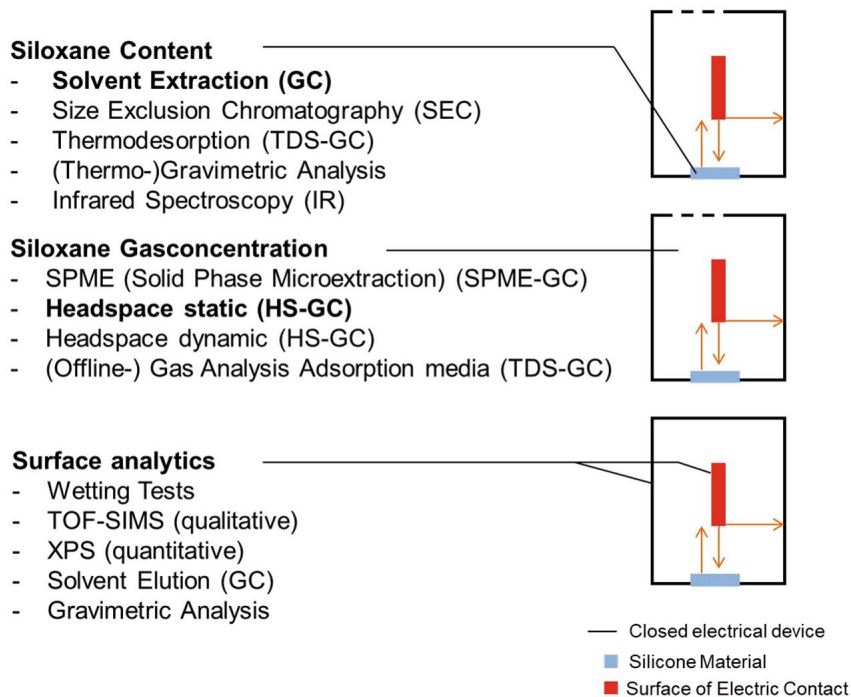 Siloxane Content
- Solvent Extraction (GC)
- Size Exclusion Chromatography (SEC)
- Thermodesorption (TDS-GC)
- (Thermo-)Gravimetric Analysis
- Infrared Spectroscopy (IR)
Siloxane Gasconcentration
- SPME (Solid Phase Microextraction) (SPME-GC)
- Headspace static (HS-GC)
- Headspace dynamic (HS-GC)
- (Offline-) Gas Analysis Adsorption media (TDS-GC)
Surface analytics
- Wetting Tests
- TOF-SIMS (qualitative)
- XPS (quantitative)
- Solvent Elution (GC)
- Gravimetric Analysis
Closed electrical device
Silicone Material
Surface of Electric Contact